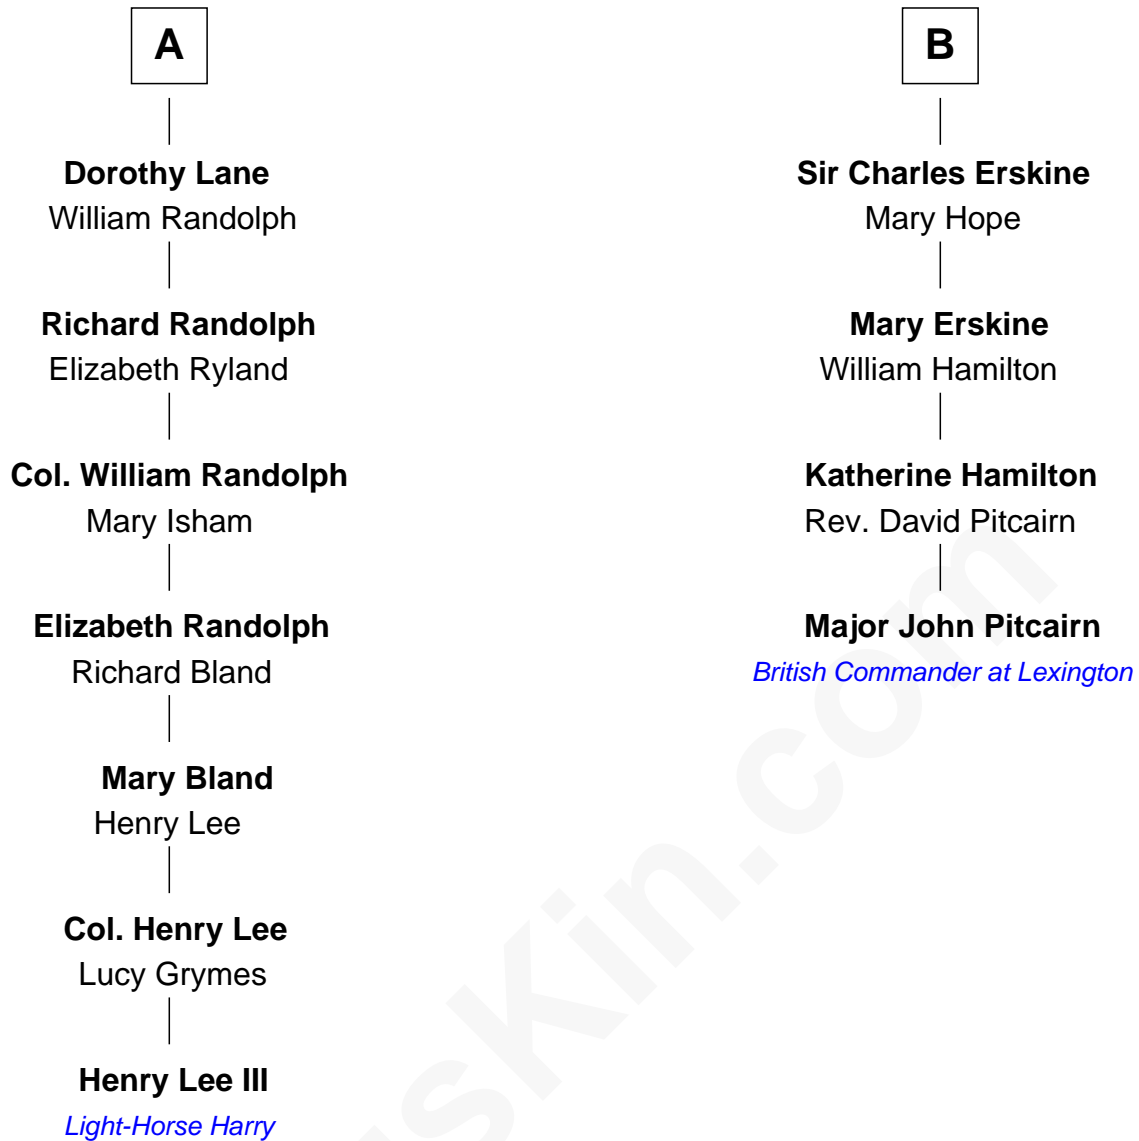 A
Dorothy Lane
William Randolph
Richard Randolph
Elizabeth Ryland
Col. William Randolph
Mary Isham
Elizabeth Randolph
Richard Bland
Mary Bland
Henry Lee
Col. Henry Lee
Lucy Grymes
Henry Lee III
Light-Horse Harry
B
Sir Charles Erskine
Mary Hope
Mary Erskine
William Hamilton
Katherine Hamilton
Rev. David Pitcairn
Major John Pitcairn
British Commander at Lexington